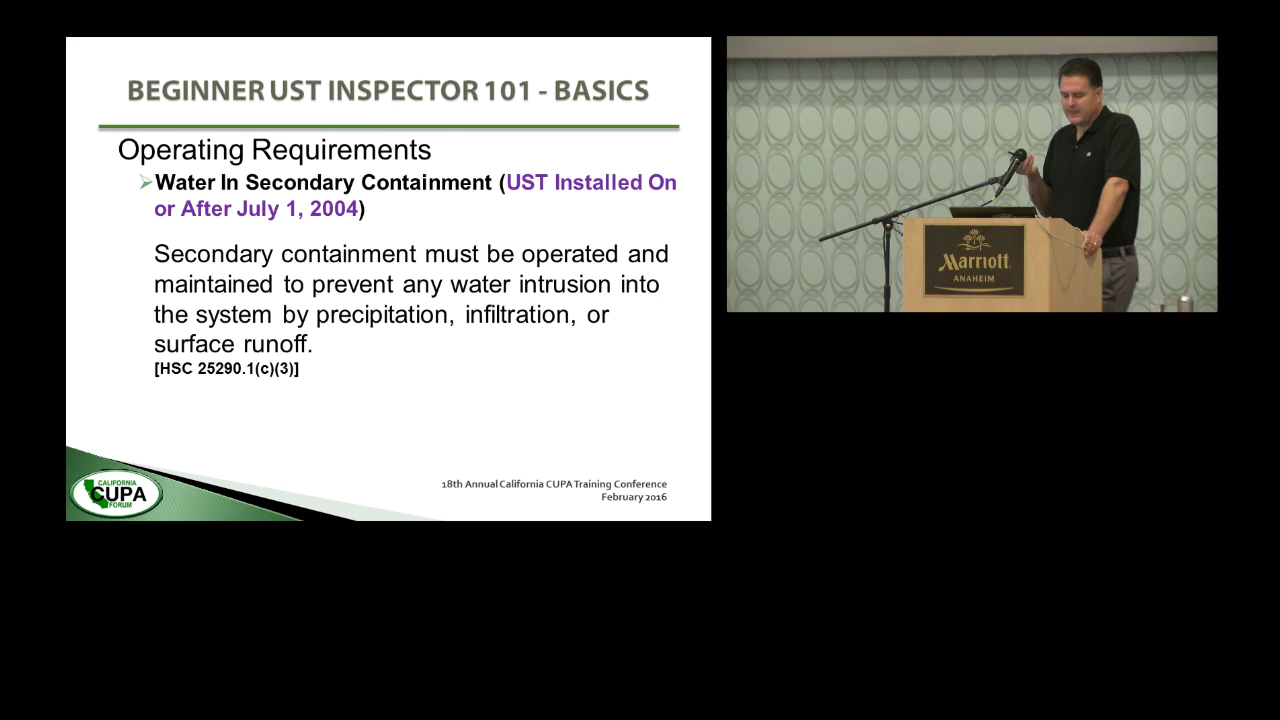 BEGINNER UST INSPECTOR 101 - BASICS
Operating Requirements
Water In Secondary Containment (UST Installed On
or After July 1, 2004)
Secondary containment must be operated and
maintained to prevent any water intrusion into
the system by precipitation, infiltration, or
surface runoff.
[HSC 25290.1(c)(3)]
CALIFORNIA
CUPA
FORUM
18th Annual California CUPA Training Conference
February 2016
Marriott
ANAHEIM